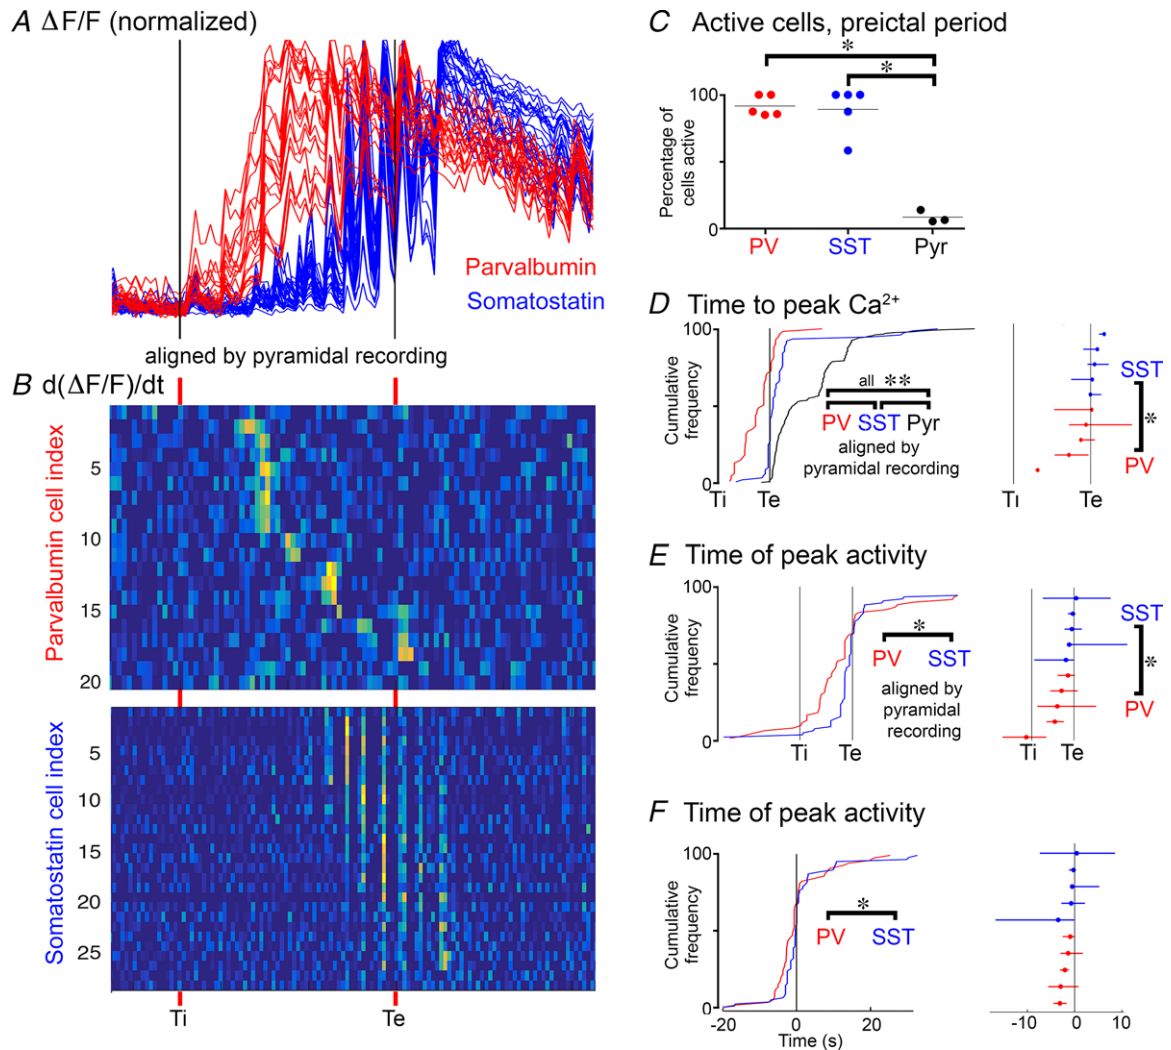 A ΔF/F (normalized)
Parvalbumin
Somatostatin
aligned by pyramidal recording
B d(ΔF/F)/dt
Parvalbumin cell index
5
10
15
20
Somatostatin cell index
5
10
15
20
25
Ti Te
C Active cells, preictal period
*
*
Percentage of
cells active
100
0
PV SST Pyr
D Time to peak Ca²⁺
Cumulative
frequency
100
0
all **
PV SST Pyr
aligned by
pyramidal recording
Ti Te
SST
*
PV
Ti Te
E Time of peak activity
Cumulative
frequency
100
0
*
PV SST
aligned by
pyramidal
recording
Ti Te
SST
*
PV
Ti Te
F Time of peak activity
Cumulative
frequency
100
0
*
PV SST
-20 0 20
Time (s)
-10 0 10